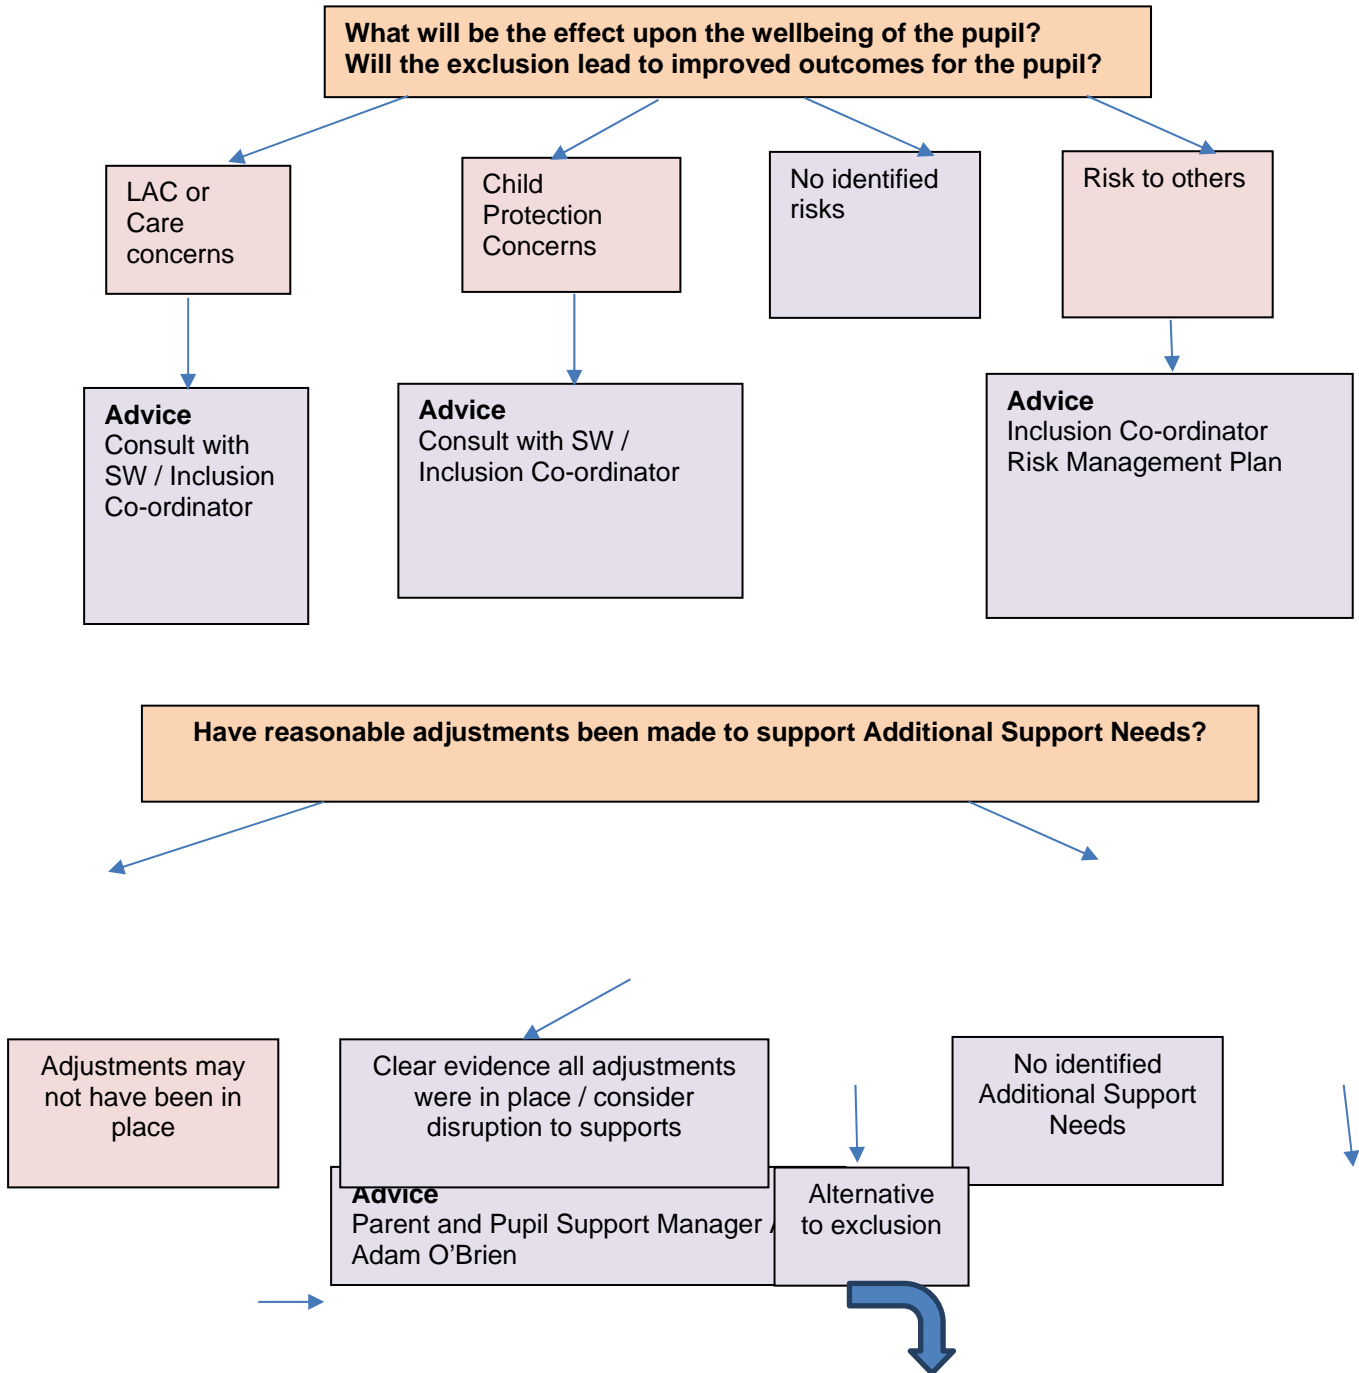 What will be the effect upon the wellbeing of the pupil?
Will the exclusion lead to improved outcomes for the pupil?
LAC or
Care
concerns
Child
Protection
Concerns
No identified
risks
Risk to others
Advice
Consult with
SW / Inclusion
Co-ordinator
Advice
Consult with SW /
Inclusion Co-ordinator
Advice
Inclusion Co-ordinator
Risk Management Plan
Have reasonable adjustments been made to support Additional Support Needs?
Adjustments may
not have been in
place
Clear evidence all adjustments
were in place / consider
disruption to supports
No identified
Additional Support
Needs
Advice
Parent and Pupil Support Manager
Adam O'Brien
Alternative
to exclusion